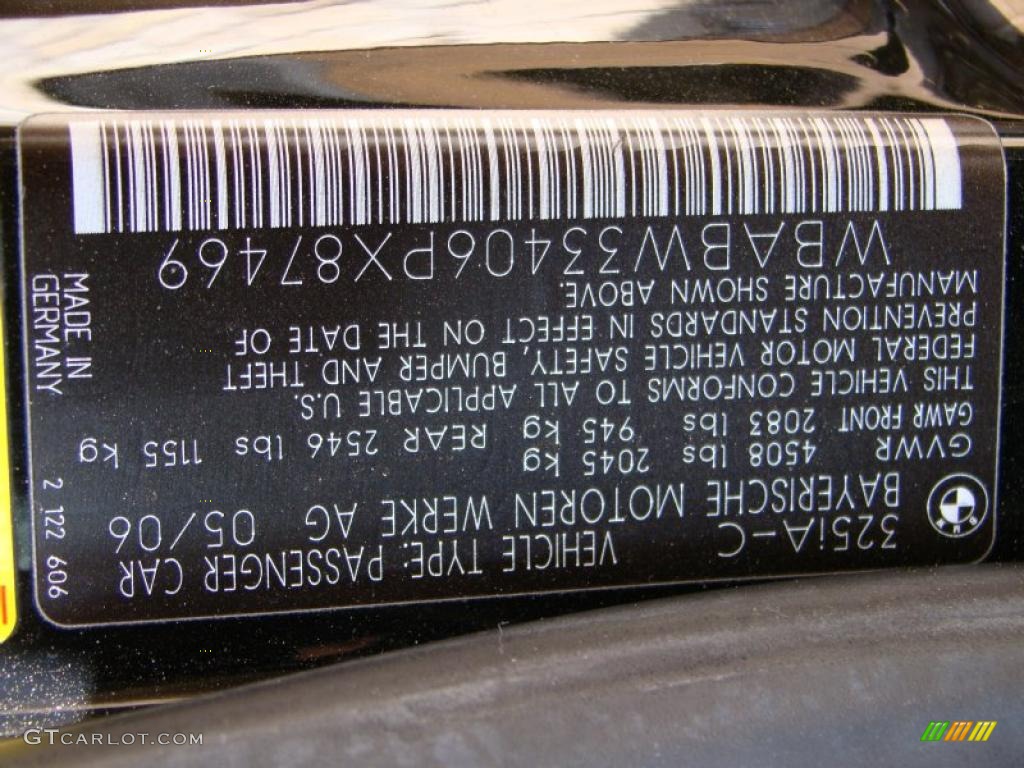 325iA-C
VEHICLE TYPE: PASSENGER CAR
BAYERISCHE MOTOREN WERKE AG 05/06
GVWR 4508 lbs 2045 kg
GAWR FRONT 2083 lbs 945 kg REAR 2546 lbs 1155 kg
THIS VEHICLE CONFORMS TO ALL APPLICABLE U.S.
FEDERAL MOTOR VEHICLE SAFETY, BUMPER AND THEFT
PREVENTION STANDARDS IN EFFECT ON THE DATE OF
MANUFACTURE SHOWN ABOVE.
WBABW33406PX87469
MADE IN
GERMANY
2 122 606
BMW
GTCARLOT.COM